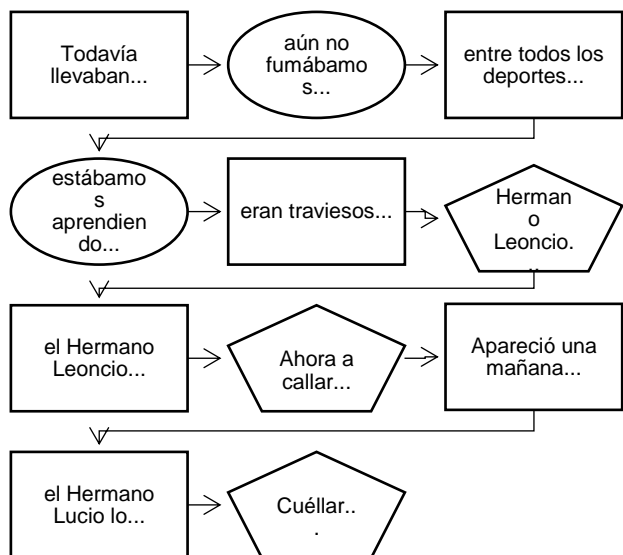 Todavía
llevaban...
aún no
fumábamo
s...
entre todos los
deportes...
estábamo
s
aprendien
do...
eran traviesos...
Herman
o
Leoncio.
..
el Hermano
Leoncio...
Ahora a
callar...
Apareció una
mañana...
el Hermano
Lucio lo...
Cuéllar..
.